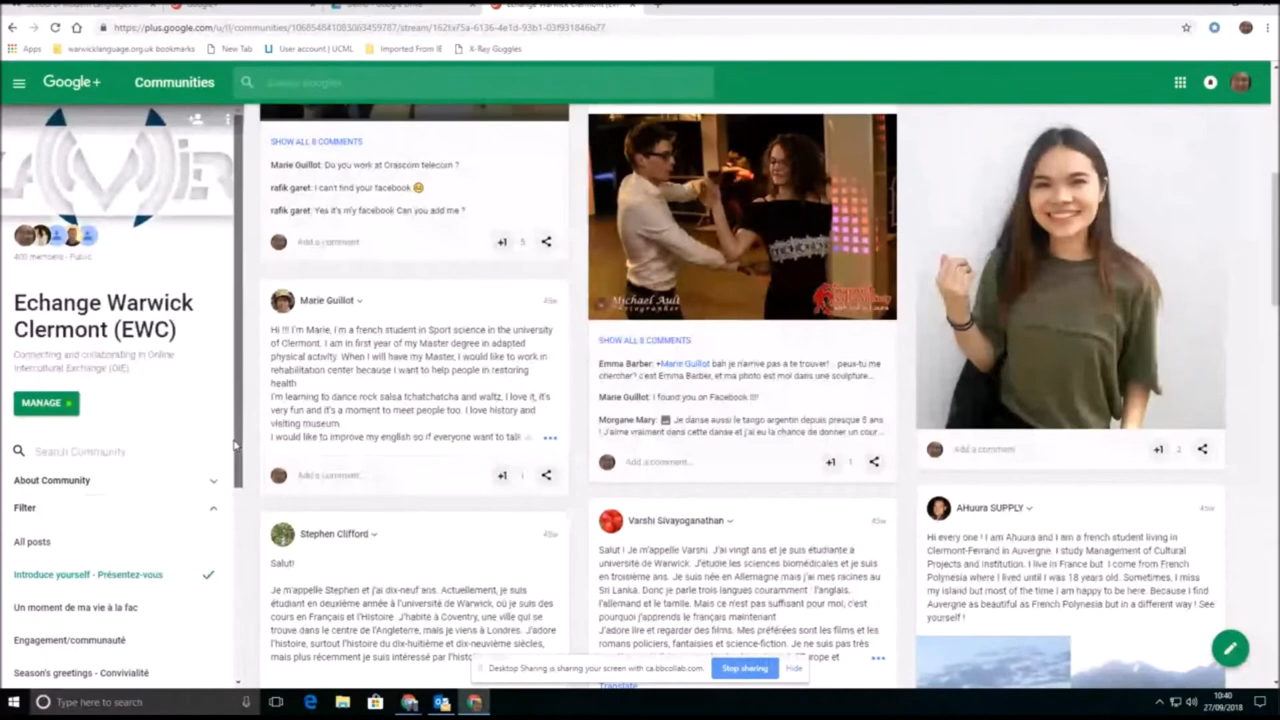 Echange Warwick Clermont (EWC)
https://plus.google.com/u/
Apps
warwicklanguage.org.uk bookmarks
New Tab
User account | UCML
Imported From IE
X-Ray Goggles
Google+
Communities
400 members - Public
Echange Warwick
Clermont (EWC)
Connecting and collaborating in Online
Intercultural Exchange (OIE)
MANAGE
Search Community
About Community
Filter
All posts
Introduce yourself - Présentez-vous
Un moment de ma vie à la fac
Engagement/communauté
Season's greetings - Convivialité
SHOW ALL 8 COMMENTS
Marie Guillot: Do you work at Orascom telecom ?
rafik garet: I can't find your facebook
rafik garet: Yes it's my facebook Can you add me ?
Add a comment
+1 5
Marie Guillot
Hi !!! I'm Marie, I'm a french student in Sport science in the university
of Clermont. I am in first year of my Master degree in adapted
physical activity. When I will have my Master, I would like to work in
rehabilitation center because I want to help people in restoring
health
I'm learning to dance rock salsa tchatchatcha and waltz, I love it, it's
very fun and it's a moment to meet people too. I love history and
visiting museum.
I would like to improve my english so if everyone want to talk
Add a comment...
+1 1
Stephen Clifford
Salut!
Je m'appelle Stephen et j'ai dix-neuf ans. Actuellement, je suis
étudiant en deuxième année à l'université de Warwick, où je suis des
cours en Français et l'Histoire. J'habite à Coventry, une ville qui se
trouve dans le centre de l'Angleterre, mais je viens à Londres. J'adore
l'histoire, surtout l'histoire du dix-huitième et dix-neuvième siècles,
mais plus récemment je suis intéressé par
Michael Ault
Photographer
SHOW ALL 8 COMMENTS
Emma Barber: +Marie Guillot bah je n'arrive pas a te trouver! .. peux-tu me
chercher? c'est Emma Barber, et ma photo est moi dans une sculpture...
Marie Guillot: I found you on Facebook !!!
Morgane Mary: Je danse aussi le tango argentin depuis presque 5 ans
! J'aime vraiment dans cette danse et j'ai eu la chance de donner un cour...
Add a comment...
+1 1
Varshi Sivayoganathan
Salut ! Je m'appelle Varshi. J'ai vingt ans et je suis étudiante à
université de Warwick. J'étudie les sciences biomédicales et je suis
en troisième ans. Je suis née en Allemagne mais j'ai mes racines au
Sri Lanka. Donc je parle trois langues couramment : l'anglais,
l'allemand et le tamile. Mais ce n'est pas suffisant pour moi, c'est
pourquoi j'apprends le français maintenant
J'adore lire et regarder des films. Mes préférées sont les films et les
romans policiers, fantaisies et science-fiction. Je ne suis pas très
Europe et
Translate
Add a comment
+1 2
AHuura SUPPLY
Hi every one ! I am Ahuura and I am a french student living in
Clermont-Ferrand in Auvergne. I study Management of Cultural
Projects and Institution. I live in France but I come from French
Polynesia where I lived until I was 18 years old. Sometimes, I miss
my island but most of the time I am happy to be here. Because I find
Auvergne as beautiful as French Polynesia but in a different way ! See
yourself !
Desktop Sharing is sharing your screen with ca.bbcollab.com.
Stop sharing
Hide
Type here to search
10:40
27/09/2018